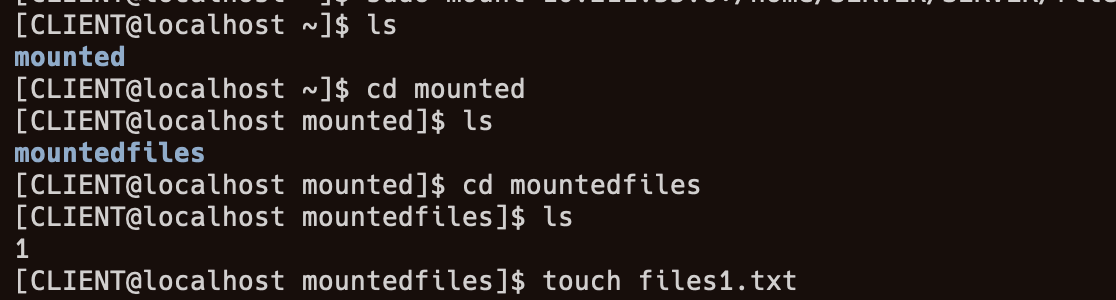 [CLIENT@localhost ~]$ ls
mounted
[CLIENT@localhost ~]$ cd mounted
[CLIENT@localhost mounted]$ ls
mountedfiles
[CLIENT@localhost mounted]$ cd mountedfiles
[CLIENT@localhost mountedfiles]$ ls
1
[CLIENT@localhost mountedfiles]$ touch files1.txt